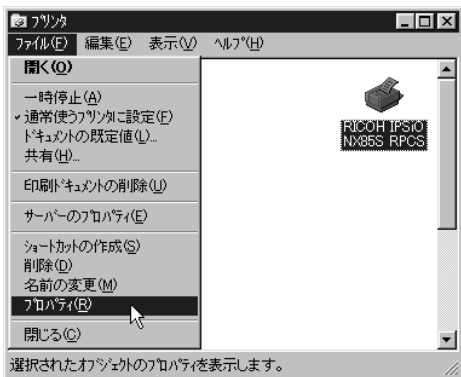 プリンタ
ファイル(F) 編集(E) 表示(V) ヘルプ(H)
開く(O)
一時停止(A)
通常使うプリンタに設定(F)
ドキュメントの既定値(L)...
共有(H)...
印刷ドキュメントの削除(U)
サーバーのプロパティ(E)
ショートカットの作成(S)
削除(D)
名前の変更(M)
プロパティ(R)
閉じる(C)
RICOH IPSiO
NX85S RPCS
選択されたオブジェクトのプロパティを表示します。